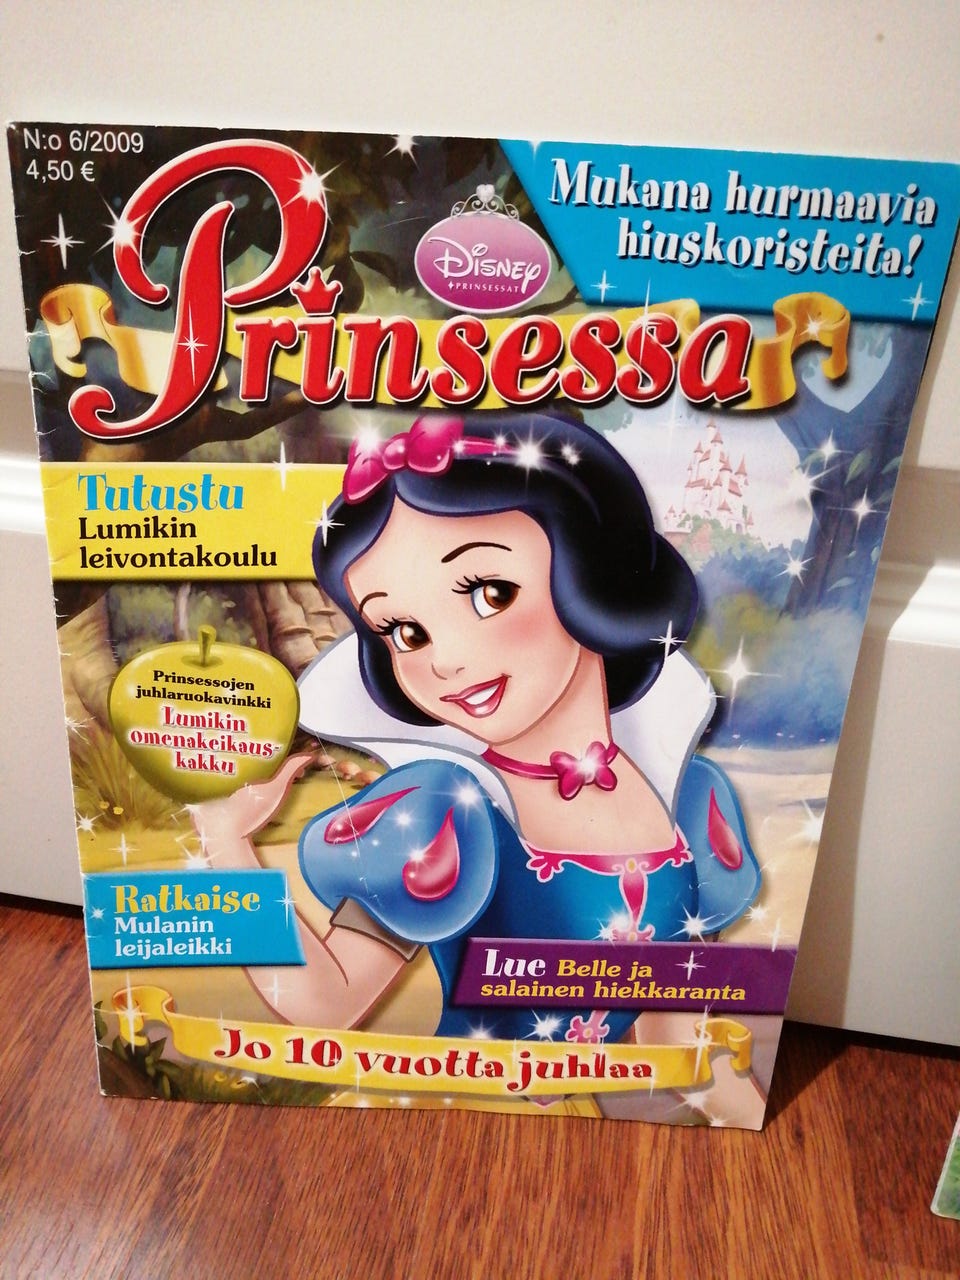 N:o 6/2009
4,50 €
Mukana hurmaavia
hiuskoristeita!
Disney
PRINSESSAT
Prinsessa
Tutustu
Lumikin
leivontakoulu
Prinsessojen
juhlaruokavinkki
Lumikin
omenakeikaus-
kakku
Ratkaise
Mulanin
leijaleikki
Lue Belle ja
salainen hiekkaranta
Jo 10 vuotta juhlaa